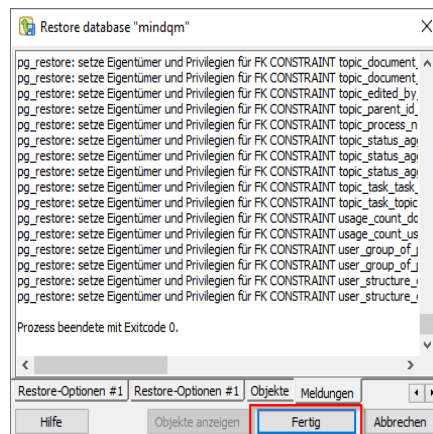 Restore database "mindqm"
pg_restore: setze Eigentümer und Privilegien für FK CONSTRAINT topic_document_
pg_restore: setze Eigentümer und Privilegien für FK CONSTRAINT topic_document_
pg_restore: setze Eigentümer und Privilegien für FK CONSTRAINT topic_edited_by_
pg_restore: setze Eigentümer und Privilegien für FK CONSTRAINT topic_parent_id_
pg_restore: setze Eigentümer und Privilegien für FK CONSTRAINT topic_process_n
pg_restore: setze Eigentümer und Privilegien für FK CONSTRAINT topic_status_ag
pg_restore: setze Eigentümer und Privilegien für FK CONSTRAINT topic_status_ag
pg_restore: setze Eigentümer und Privilegien für FK CONSTRAINT topic_status_ag
pg_restore: setze Eigentümer und Privilegien für FK CONSTRAINT topic_task_task_
pg_restore: setze Eigentümer und Privilegien für FK CONSTRAINT topic_task_topic
pg_restore: setze Eigentümer und Privilegien für FK CONSTRAINT usage_count_do
pg_restore: setze Eigentümer und Privilegien für FK CONSTRAINT usage_count_us
pg_restore: setze Eigentümer und Privilegien für FK CONSTRAINT user_group_of_
pg_restore: setze Eigentümer und Privilegien für FK CONSTRAINT user_group_of_
pg_restore: setze Eigentümer und Privilegien für FK CONSTRAINT user_structure_
pg_restore: setze Eigentümer und Privilegien für FK CONSTRAINT user_structure_
Prozess beendete mit Exitcode 0.
Restore-Optionen #1 Restore-Optionen #1 Objekte Meldungen
Hilfe Objekte anzeigen Fertig Abbrechen